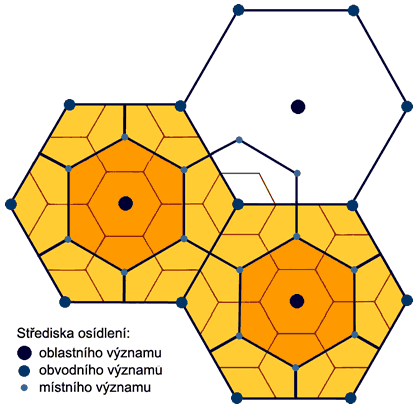 Střediska osídlení:
oblastního významu
obvodního významu
místního významu